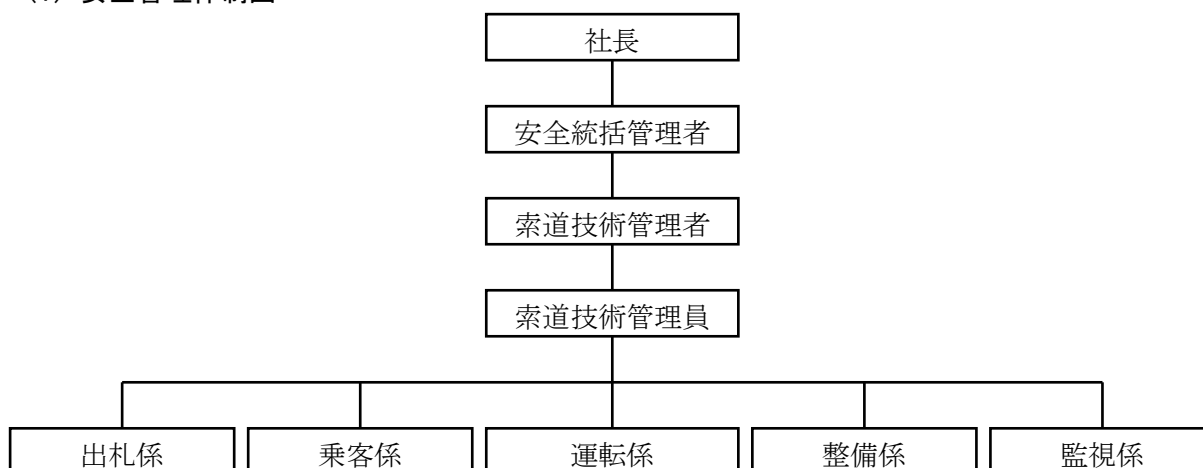 社長
安全統括管理者
索道技術管理者
索道技術管理員
出札係 乗客係 運転係 整備係 監視係